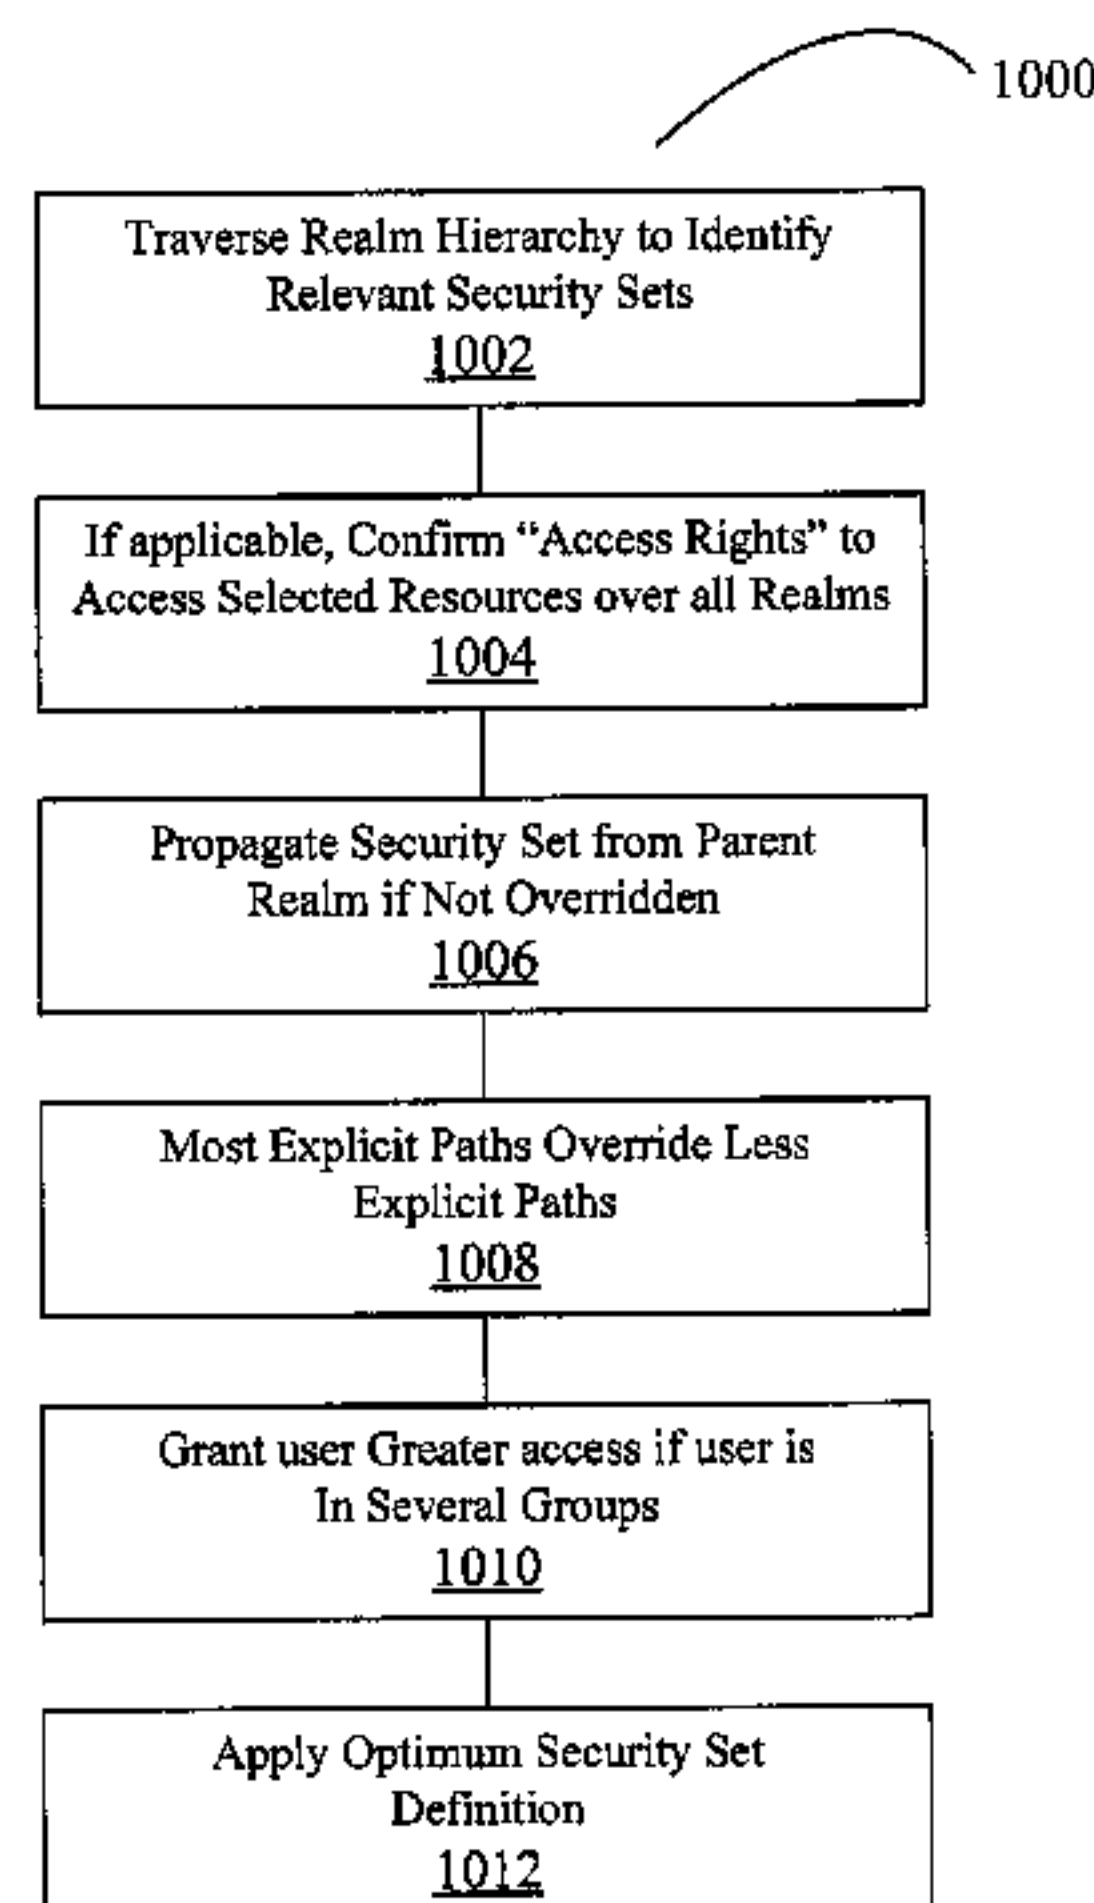 1000
Traverse Realm Hierarchy to Identify
Relevant Security Sets
1002
If applicable, Confirm “Access Rights” to
Access Selected Resources over all Realms
1004
Propagate Security Set from Parent
Realm if Not Overridden
1006
Most Explicit Paths Override Less
Explicit Paths
1008
Grant user Greater access if user is
In Several Groups
1010
Apply Optimum Security Set
Definition
1012